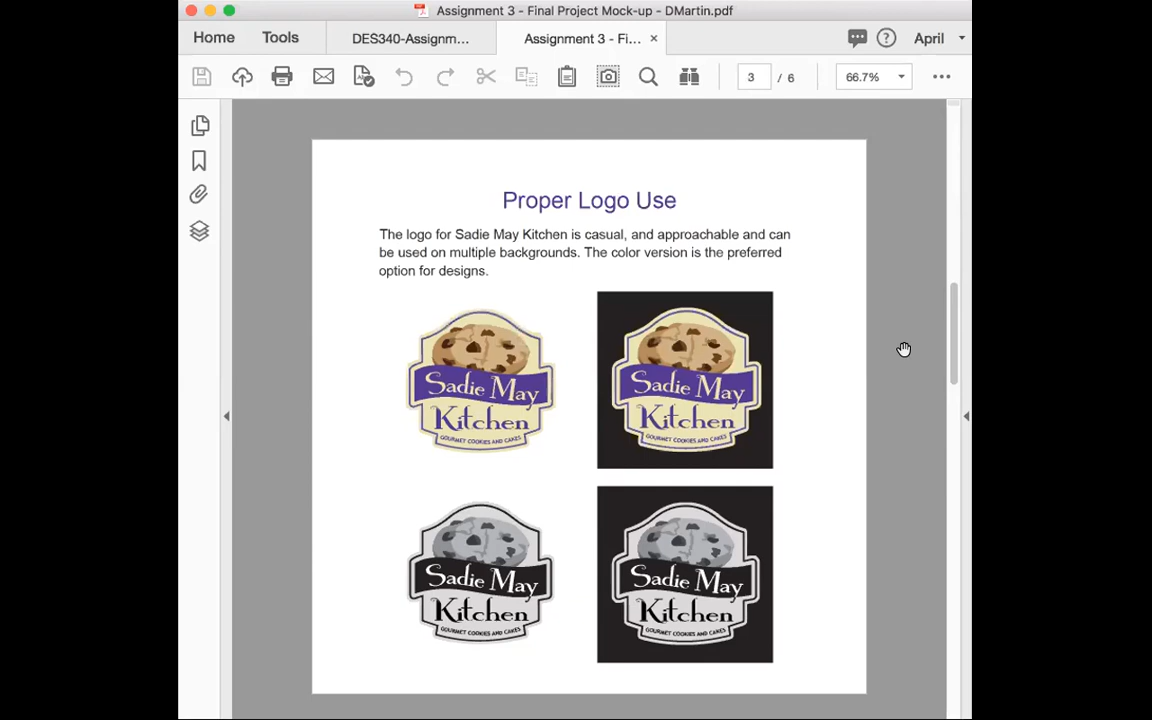 Assignment 3 - Final Project Mock-up - DMartin.pdf
Home Tools DES340-Assignm... Assignment 3 - Fi... × April
3 / 6 66.7%
Proper Logo Use
The logo for Sadie May Kitchen is casual, and approachable and can
be used on multiple backgrounds. The color version is the preferred
option for designs.
Sadie May
Kitchen
GOURMET COOKIES AND CAKES
Sadie May
Kitchen
GOURMET COOKIES AND CAKES
Sadie May
Kitchen
GOURMET COOKIES AND CAKES
Sadie May
Kitchen
GOURMET COOKIES AND CAKES